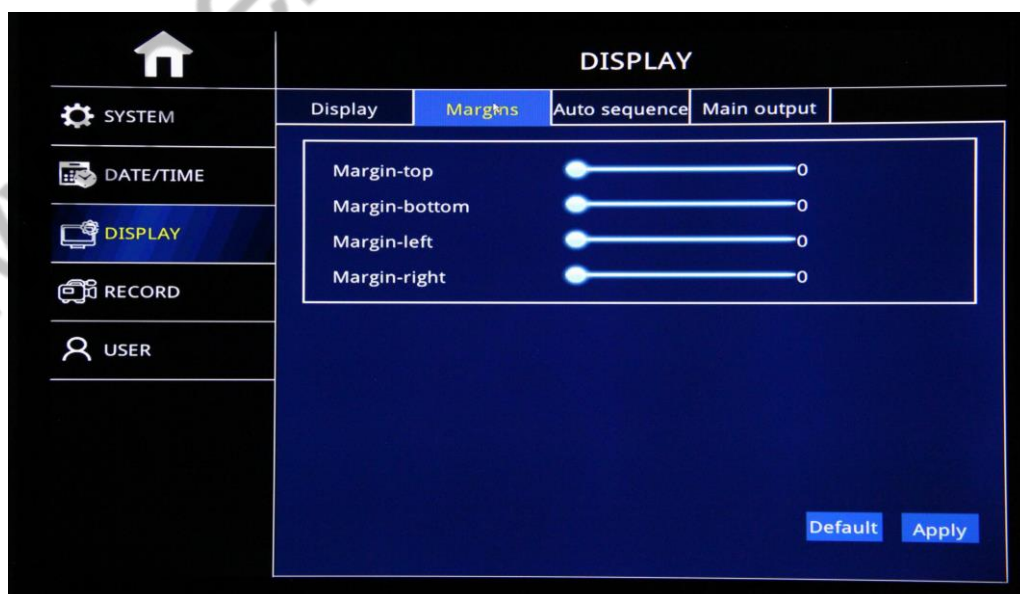 DISPLAY
SYSTEM
DATE/TIME
DISPLAY
RECORD
USER
Display Margins Auto sequence Main output
Margin-top 0
Margin-bottom 0
Margin-left 0
Margin-right 0
Default Apply